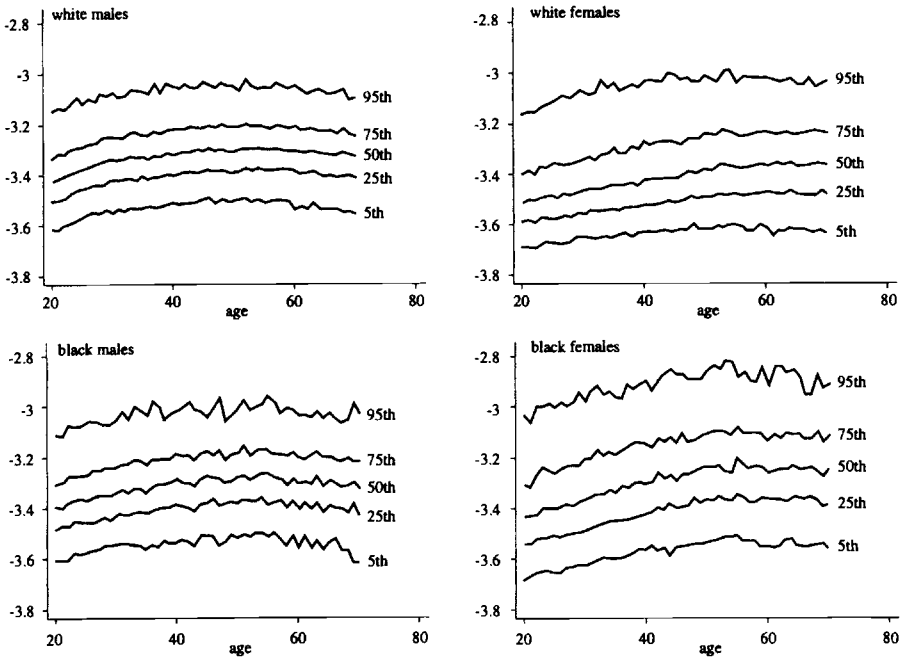 white males
-2.8
-3
-3.2
-3.4
-3.6
-3.8
95th
75th
50th
25th
5th
20 40 60 80
age
white females
-2.8
-3
-3.2
-3.4
-3.6
-3.8
95th
75th
50th
25th
5th
20 40 60 80
age
black males
-2.8
-3
-3.2
-3.4
-3.6
-3.8
95th
75th
50th
25th
5th
20 40 60 80
age
black females
-2.8
-3
-3.2
-3.4
-3.6
-3.8
95th
75th
50th
25th
5th
20 40 60 80
age